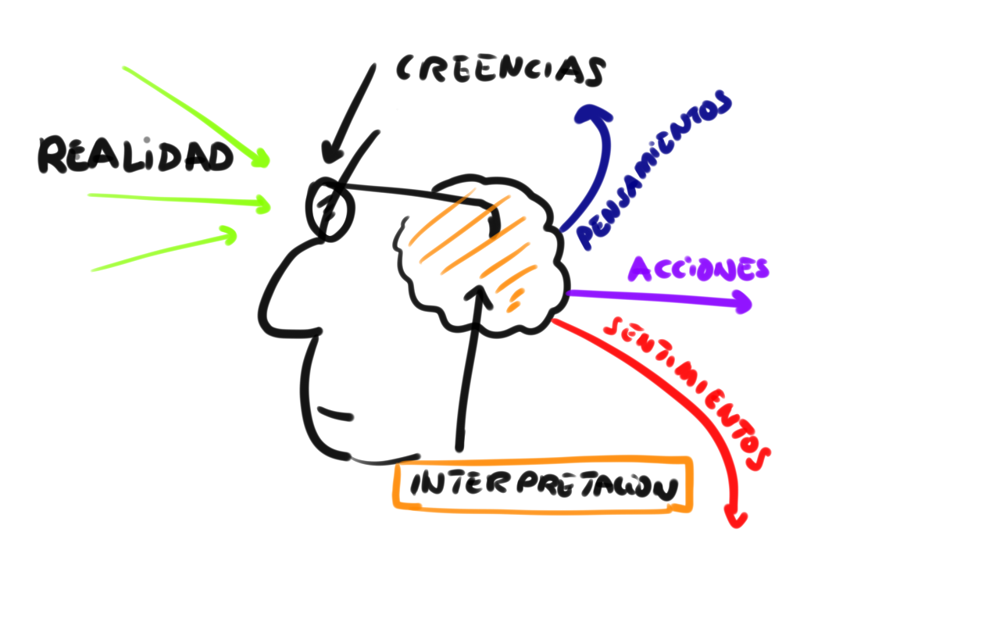 CREENCIAS
REALiDAD
PENSAMiENTOS
ACCiONES
SENTIMIENTOS
INTERPRETACION